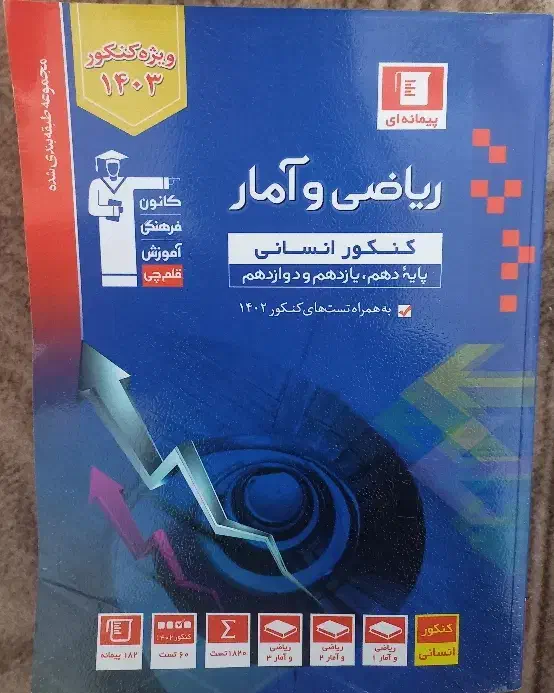 ویژه کنکور
۱۴۰۳
مجموعه طبقه‌بندی شده
پیمانه‌ای
ریاضی و آمار
کانون
فرهنگی
آموزش
قلم‌چی
کنکور انسانی
پایهٔ دهم، یازدهم و دوازدهم
به همراه تست‌های کنکور ۱۴۰۲
کنکور
انسانی
ریاضی
و آمار ۱
ریاضی
و آمار ۲
ریاضی
و آمار ۳
Σ
۱۸۲۰ تست
کنکور ۱۴۰۲
۶۰ تست
۱۸۲ پیمانه